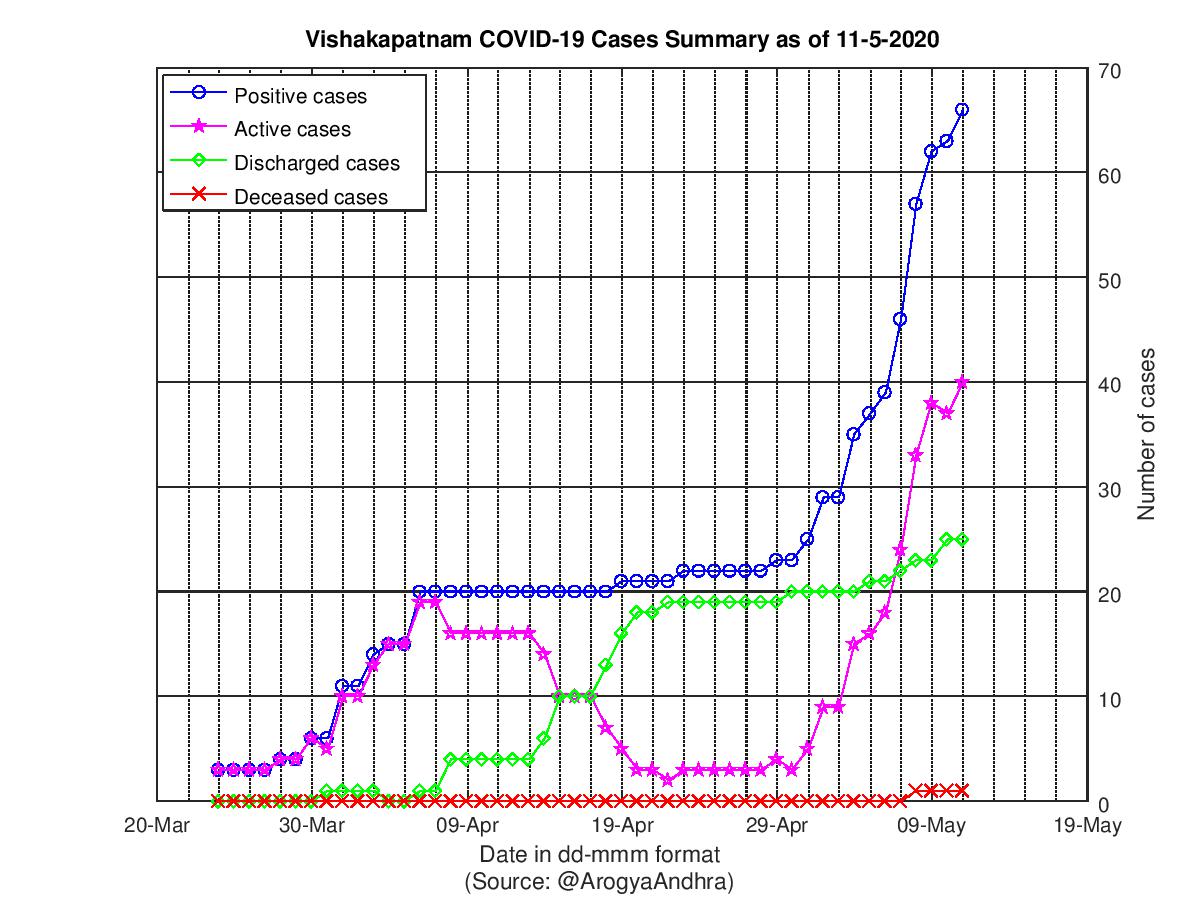 Vishakapatnam COVID-19 Cases Summary as of 11-5-2020
Positive cases
Active cases
Discharged cases
Deceased cases
70
60
50
40
30
20
10
0
Number of cases
20-Mar
30-Mar
09-Apr
19-Apr
29-Apr
09-May
19-May
Date in dd-mmm format
(Source: @ArogyaAndhra)